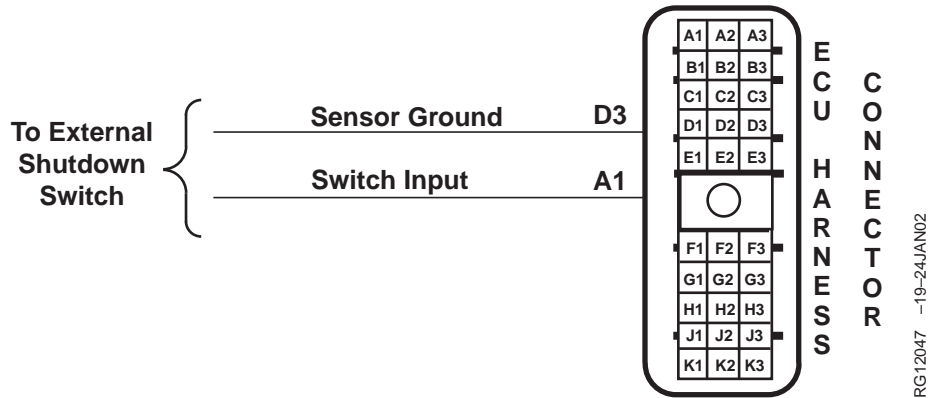 To External
Shutdown
Switch
Sensor Ground D3
Switch Input A1
A1 A2 A3
B1 B2 B3
C1 C2 C3
D1 D2 D3
E1 E2 E3
F1 F2 F3
G1 G2 G3
H1 H2 H3
J1 J2 J3
K1 K2 K3
ECU HARNESS
CONNECTOR
RG12047 –19–24JAN02